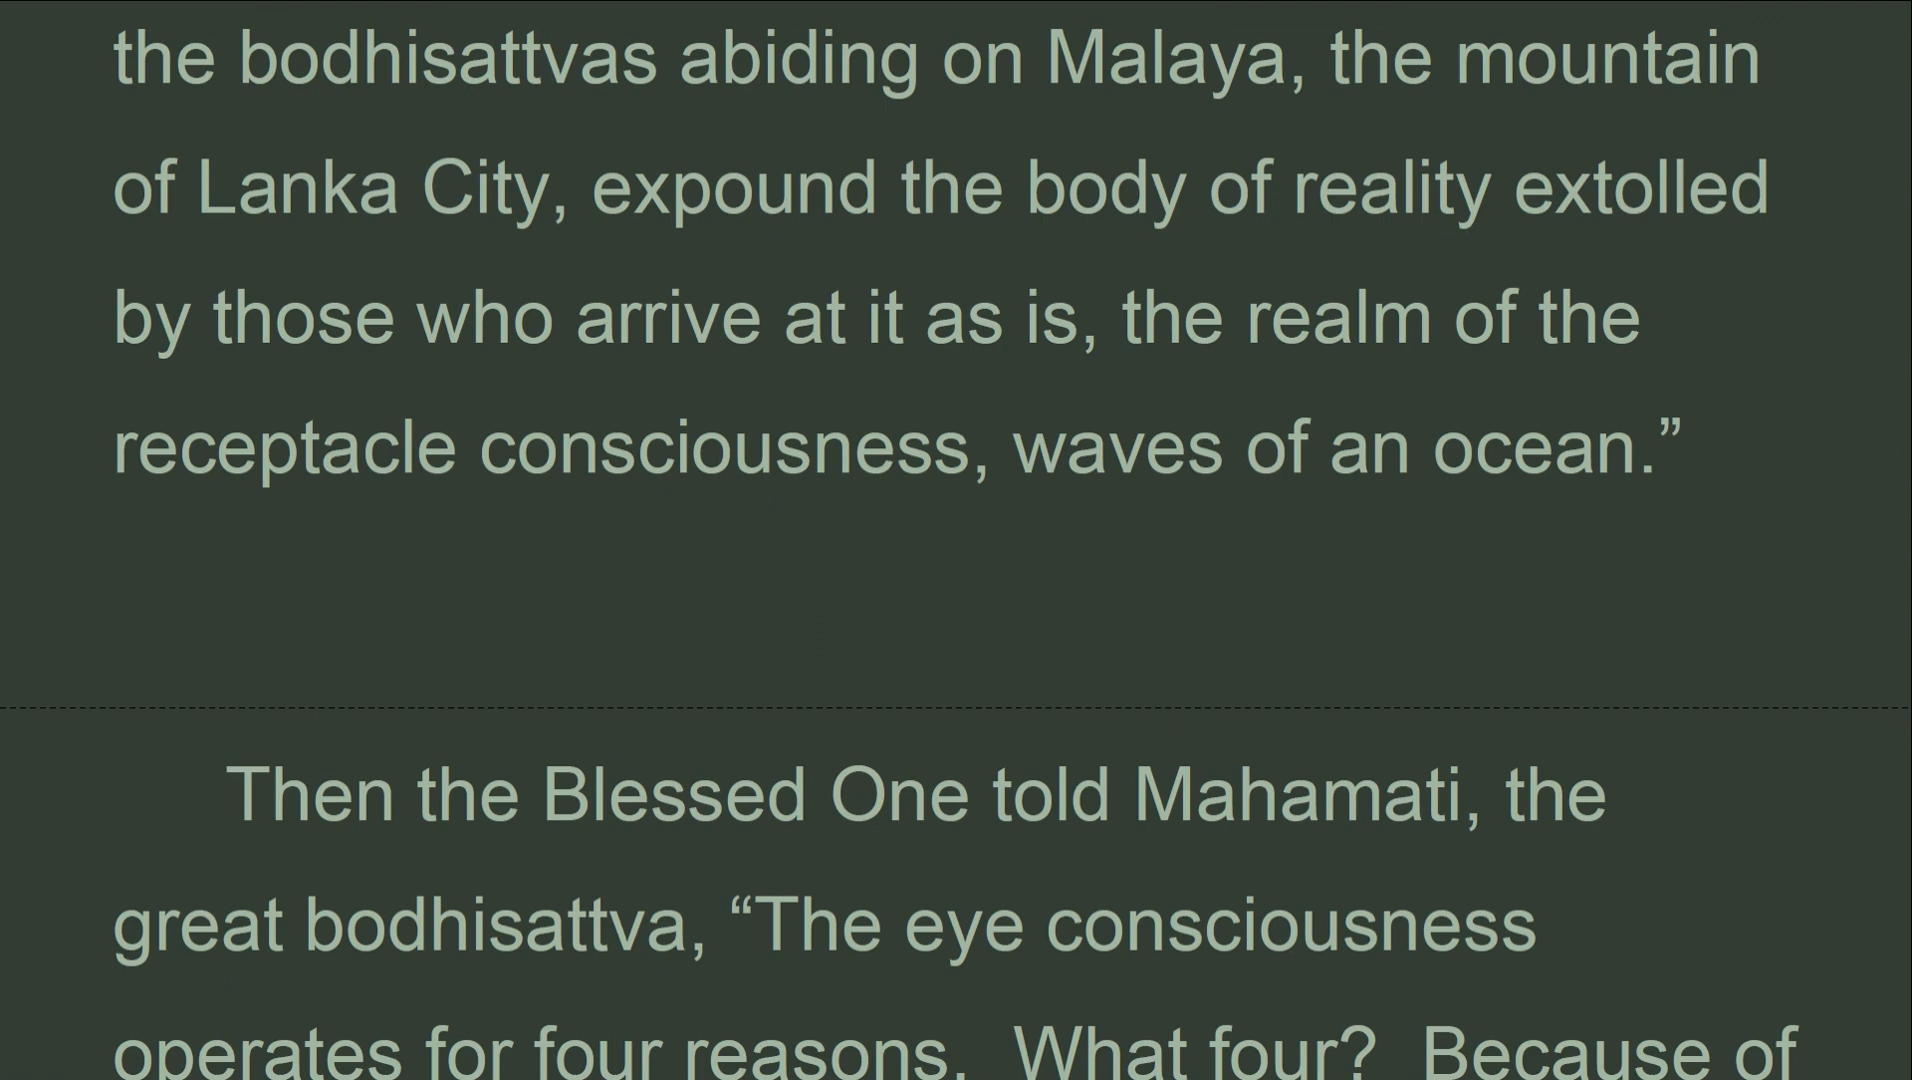 the bodhisattvas abiding on Malaya, the mountain
of Lanka City, expound the body of reality extolled
by those who arrive at it as is, the realm of the
receptacle consciousness, waves of an ocean.”
Then the Blessed One told Mahamati, the
great bodhisattva, “The eye consciousness
operates for four reasons.  What four?  Because of